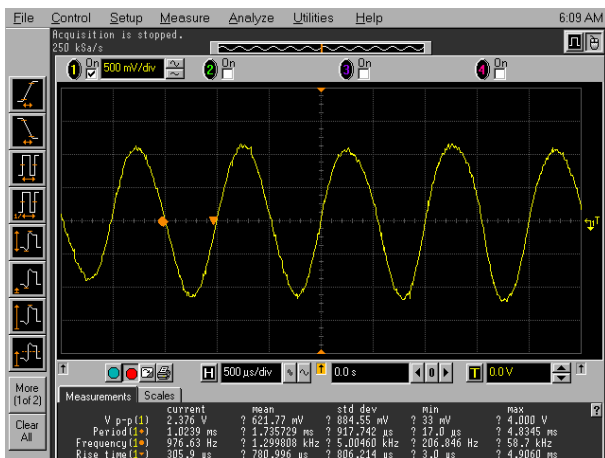 File Control Setup Measure Analyze Utilities Help 6:09 AM
Acquisition is stopped.
250 kSa/s
1 On 500 mV/div 2 On 3 On 4 On
T
More
(1of 2)
Clear
All
H 500 µs/div 0.0 s 0 T 0.0 V
Measurements Scales
current mean std dev min max
V p-p(1) 2.376 V ? 621.77 mV ? 884.55 mV ? 33 mV ? 4.000 V
Period(1) 1.0239 ms ? 1.735729 ms ? 917.742 µs ? 17.0 µs ? 4.8345 ms
Frequency(1) 976.63 Hz ? 1.299808 kHz ? 5.00460 kHz ? 206.846 Hz ? 58.7 kHz
Rise time(1) 305.9 µs ? 780.996 µs ? 806.214 µs ? 3.0 µs ? 4.9060 ms